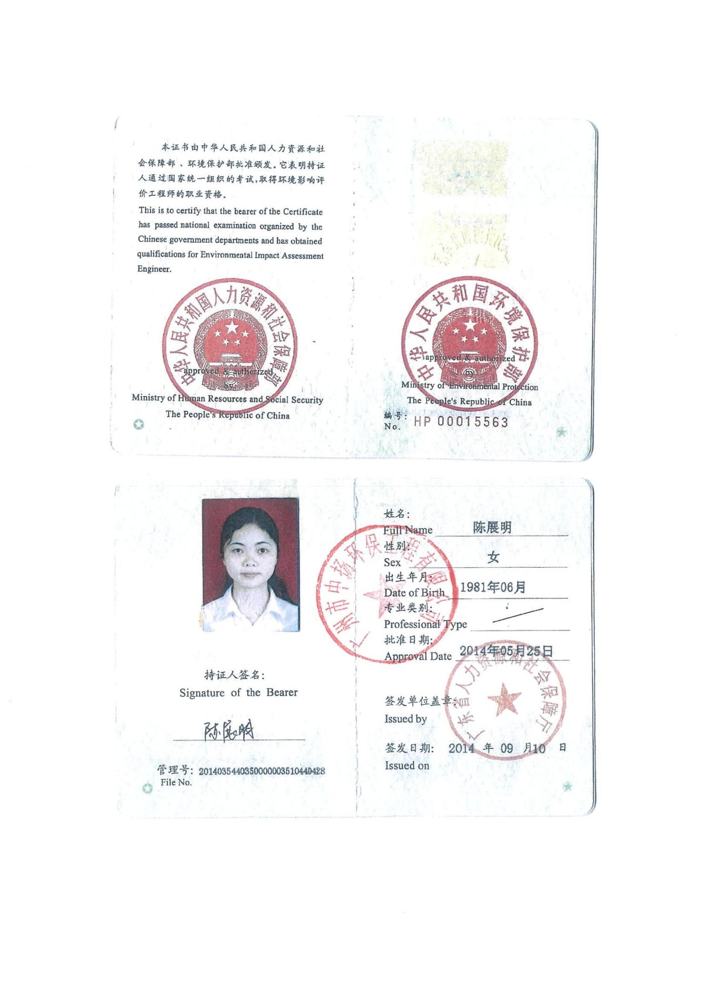 本证书由中华人民共和国人力资源和社
会保障部、环境保护部批准颁发。它表明持证
人通过国家统一组织的考试,取得环境影响评
价工程师的职业资格。
This is to certify that the bearer of the Certificate
has passed national examination organized by the
Chinese government departments and has obtained
qualifications for Environmental Impact Assessment
Engineer.
中华人民共和国人力资源和社会保障部
approved & authorized
by
Ministry of Human Resources and Social Security
The People's Republic of China
中华人民共和国环境保护部
approved & authorized
by
Ministry of Environmental Protection
The People's Republic of China
编号:
No.
HP 00015563
持证人签名:
Signature of the Bearer
陈展明
管理号: 2014035440350000003510440428
File No.
姓名:
Full Name 陈展明
性别:
Sex 女
出生年月:
Date of Birth 1981年06月
专业类别:
Professional Type
批准日期:
Approval Date 2014年05月25日
广州市中扬环保工程有限公司
签发单位盖章:
Issued by
广东省人力资源和社会保障厅
签发日期: 2014 年 09 月 10 日
Issued on